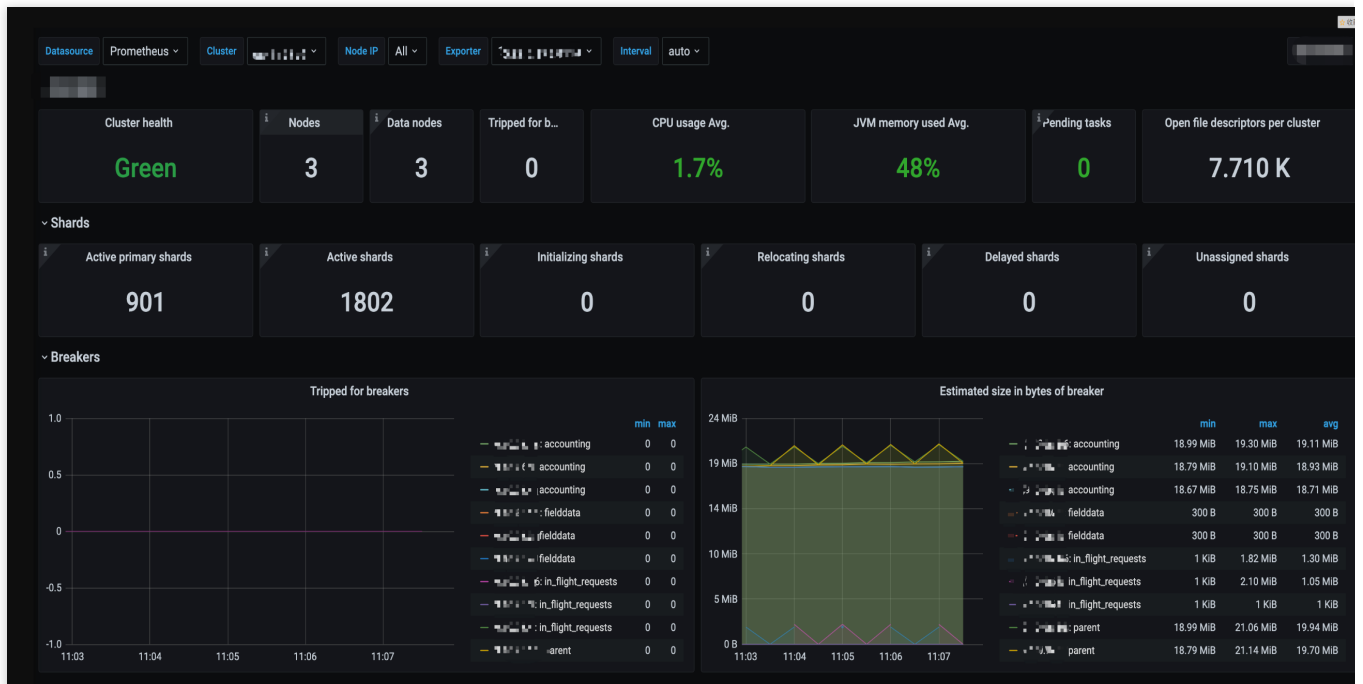 Datasource Prometheus Cluster Node IP All Exporter Interval auto
Cluster health Nodes Data nodes Tripped for b... CPU usage Avg. JVM memory used Avg. Pending tasks Open file descriptors per cluster
Green 3 3 0 1.7% 48% 0 7.710 K
Shards
Active primary shards Active shards Initializing shards Relocating shards Delayed shards Unassigned shards
901 1802 0 0 0 0
Breakers
Tripped for breakers
min max
1.0
: accounting 0 0
accounting 0 0
0.5
accounting 0 0
: fielddata 0 0
0
fielddata 0 0
fielddata 0 0
-0.5
: in_flight_requests 0 0
: in_flight_requests 0 0
: in_flight_requests 0 0
-1.0
arent 0 0
11:03 11:04 11:05 11:06 11:07
Estimated size in bytes of breaker
min max avg
24 MiB
: accounting 18.99 MiB 19.30 MiB 19.11 MiB
19 MiB
accounting 18.79 MiB 19.10 MiB 18.93 MiB
accounting 18.67 MiB 18.75 MiB 18.71 MiB
14 MiB
fielddata 300 B 300 B 300 B
fielddata 300 B 300 B 300 B
10 MiB
: in_flight_requests 1 KiB 1.82 MiB 1.30 MiB
in_flight_requests 1 KiB 2.10 MiB 1.05 MiB
5 MiB
in_flight_requests 1 KiB 1 KiB 1 KiB
: parent 18.99 MiB 21.06 MiB 19.94 MiB
0 B
parent 18.79 MiB 21.14 MiB 19.70 MiB
11:03 11:04 11:05 11:06 11:07